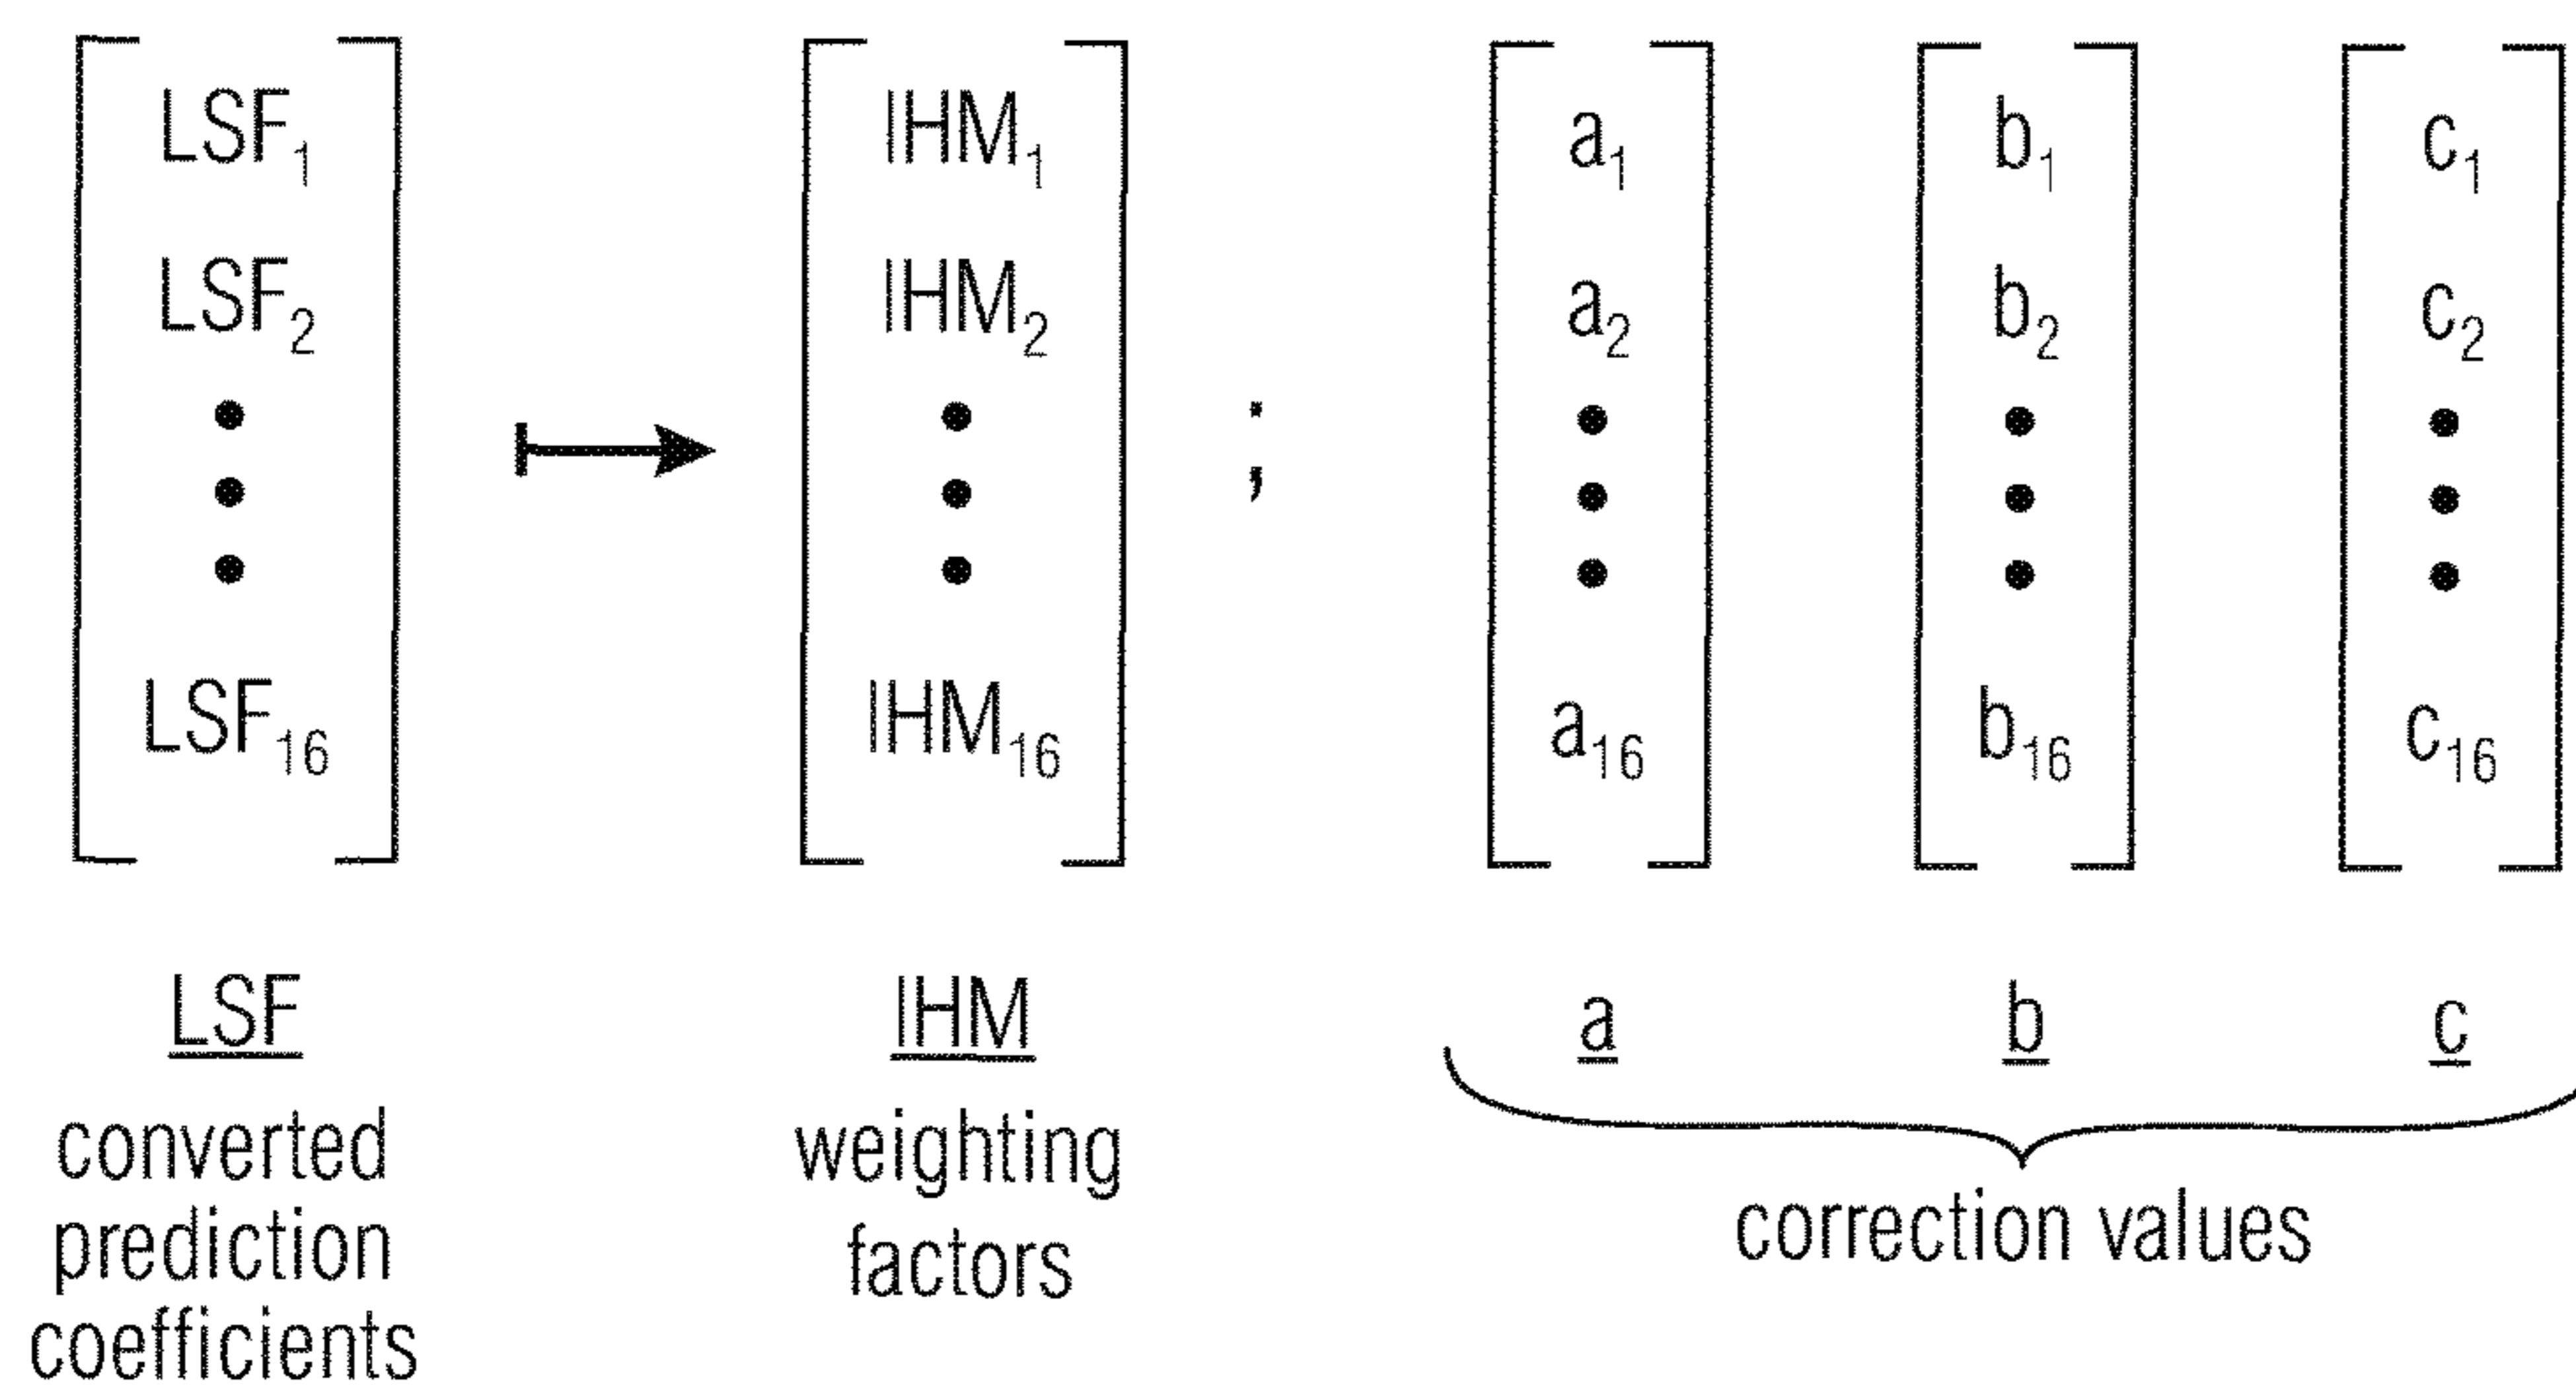 LSF₁ IHM₁ a₁ b₁ c₁
LSF₂ IHM₂ a₂ b₂ c₂
;
LSF₁₆ IHM₁₆ a₁₆ b₁₆ c₁₆
LSF IHM a b c
converted weighting
prediction factors correction values
coefficients